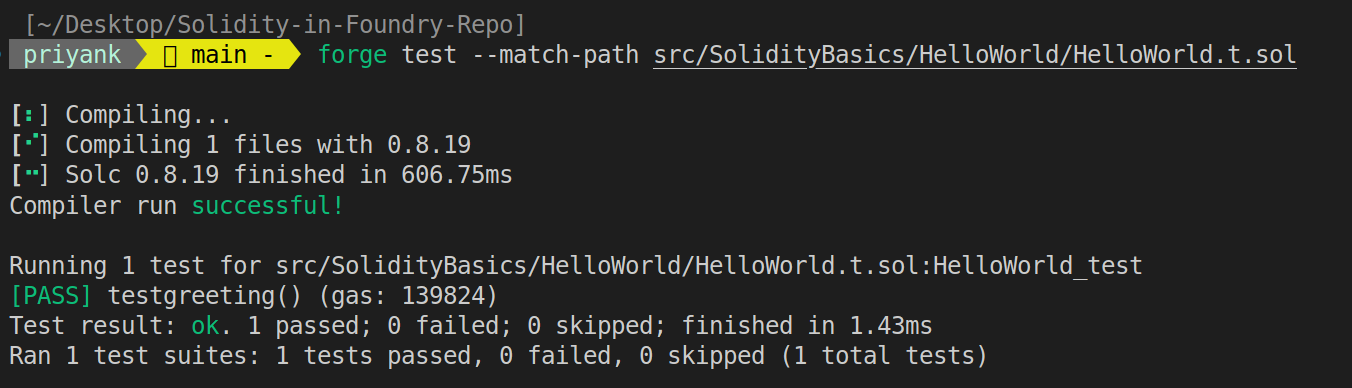 [~/Desktop/Solidity-in-Foundry-Repo]
priyank main - forge test --match-path src/SolidityBasics/HelloWorld/HelloWorld.t.sol
[⠆] Compiling...
[⠊] Compiling 1 files with 0.8.19
[⠒] Solc 0.8.19 finished in 606.75ms
Compiler run successful!
Running 1 test for src/SolidityBasics/HelloWorld/HelloWorld.t.sol:HelloWorld_test
[PASS] testgreeting() (gas: 139824)
Test result: ok. 1 passed; 0 failed; 0 skipped; finished in 1.43ms
Ran 1 test suites: 1 tests passed, 0 failed, 0 skipped (1 total tests)